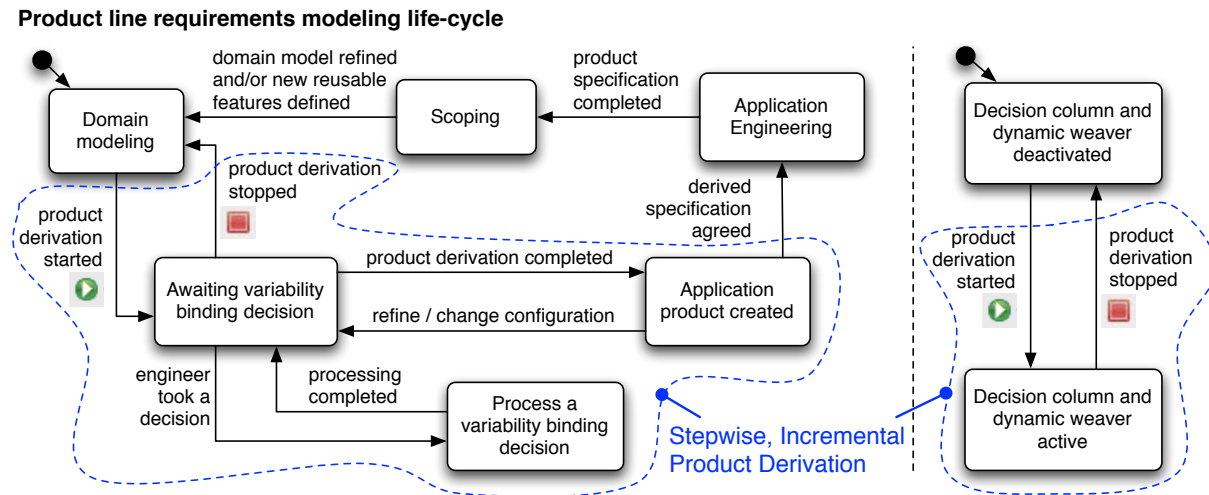 Product line requirements modeling life-cycle
domain model refined
and/or new reusable
features defined
product
specification
completed
Domain
modeling
Scoping
Application
Engineering
product derivation
stopped
product
derivation
started
derived
specification
agreed
Awaiting variability
binding decision
product derivation completed
refine / change configuration
Application
product created
engineer
took a
decision
processing
completed
Process a
variability binding
decision
Stepwise, Incremental
Product Derivation
Decision column and
dynamic weaver
deactivated
product
derivation
started
product
derivation
stopped
Decision column and
dynamic weaver
active